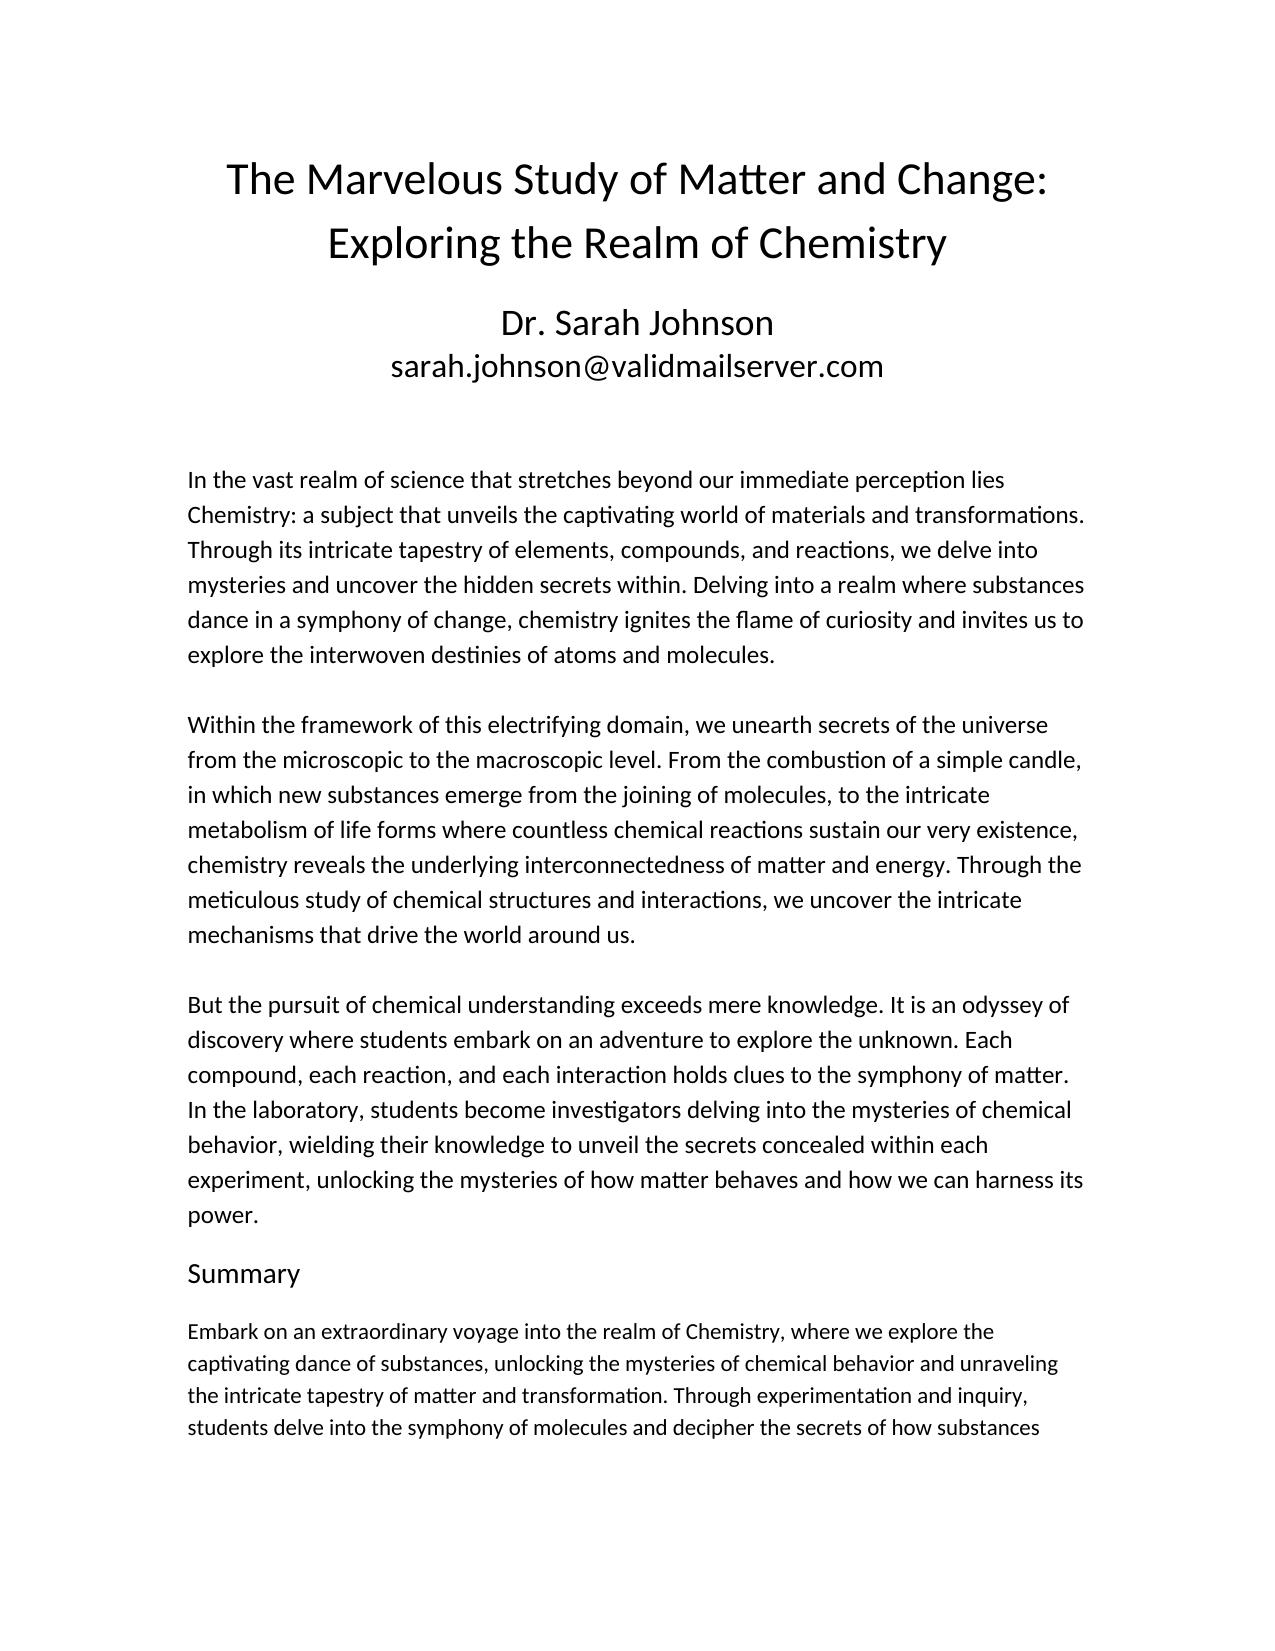 The Marvelous Study of Matter and Change:
Exploring the Realm of Chemistry
Dr. Sarah Johnson
sarah.johnson@validmailserver.com
In the vast realm of science that stretches beyond our immediate perception lies
Chemistry: a subject that unveils the captivating world of materials and transformations.
Through its intricate tapestry of elements, compounds, and reactions, we delve into
mysteries and uncover the hidden secrets within. Delving into a realm where substances
dance in a symphony of change, chemistry ignites the flame of curiosity and invites us to
explore the interwoven destinies of atoms and molecules.
Within the framework of this electrifying domain, we unearth secrets of the universe
from the microscopic to the macroscopic level. From the combustion of a simple candle,
in which new substances emerge from the joining of molecules, to the intricate
metabolism of life forms where countless chemical reactions sustain our very existence,
chemistry reveals the underlying interconnectedness of matter and energy. Through the
meticulous study of chemical structures and interactions, we uncover the intricate
mechanisms that drive the world around us.
But the pursuit of chemical understanding exceeds mere knowledge. It is an odyssey of
discovery where students embark on an adventure to explore the unknown. Each
compound, each reaction, and each interaction holds clues to the symphony of matter.
In the laboratory, students become investigators delving into the mysteries of chemical
behavior, wielding their knowledge to unveil the secrets concealed within each
experiment, unlocking the mysteries of how matter behaves and how we can harness its
power.
Summary
Embark on an extraordinary voyage into the realm of Chemistry, where we explore the
captivating dance of substances, unlocking the mysteries of chemical behavior and unraveling
the intricate tapestry of matter and transformation. Through experimentation and inquiry,
students delve into the symphony of molecules and decipher the secrets of how substances